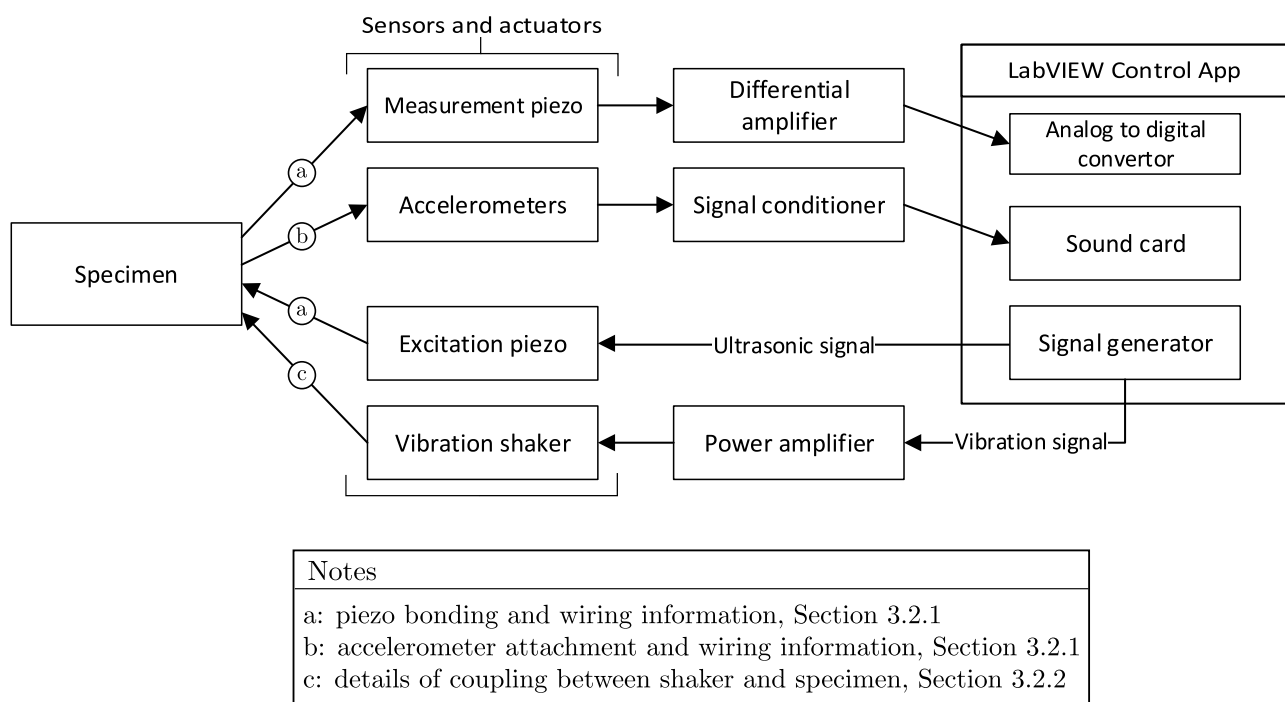 Sensors and actuators
LabVIEW Control App
Measurement piezo
Differential
amplifier
Analog to digital
convertor
a
Accelerometers
Signal conditioner
Sound card
b
Specimen
a
Excitation piezo
Ultrasonic signal
Signal generator
c
Vibration shaker
Power amplifier
Vibration signal
Notes
a: piezo bonding and wiring information, Section 3.2.1
b: accelerometer attachment and wiring information, Section 3.2.1
c: details of coupling between shaker and specimen, Section 3.2.2